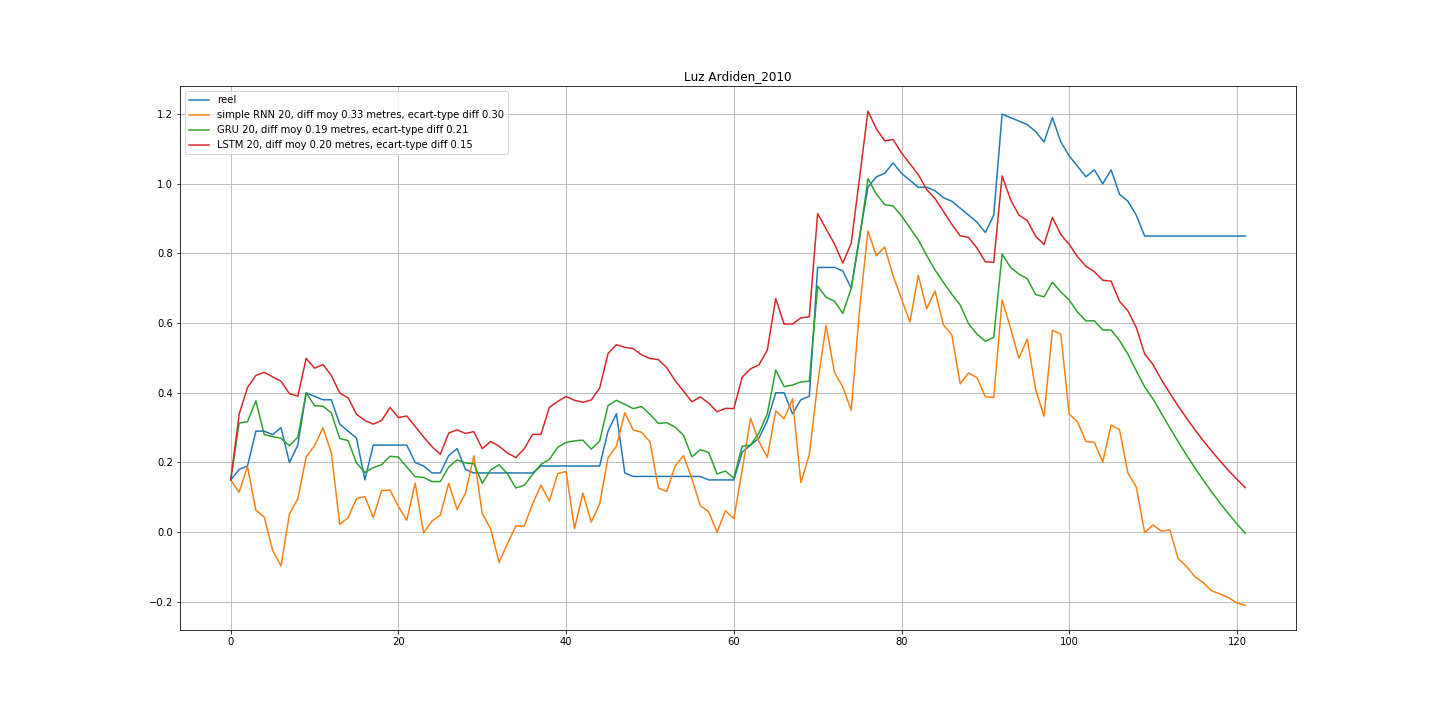 Luz Ardiden_2010
reel
simple RNN 20, diff moy 0.33 metres, ecart-type diff 0.30
GRU 20, diff moy 0.19 metres, ecart-type diff 0.21
LSTM 20, diff moy 0.20 metres, ecart-type diff 0.15
1.2
1.0
0.8
0.6
0.4
0.2
0.0
−0.2
0 20 40 60 80 100 120